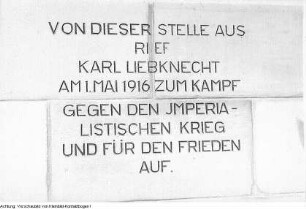 VON DIESER STELLE AUS
RIEF
KARL LIEBKNECHT
AM 1. MAI 1916 ZUM KAMPF
GEGEN DEN JMPERIA-
LISTISCHEN KRIEG
UND FÜR DEN FRIEDEN
AUF.